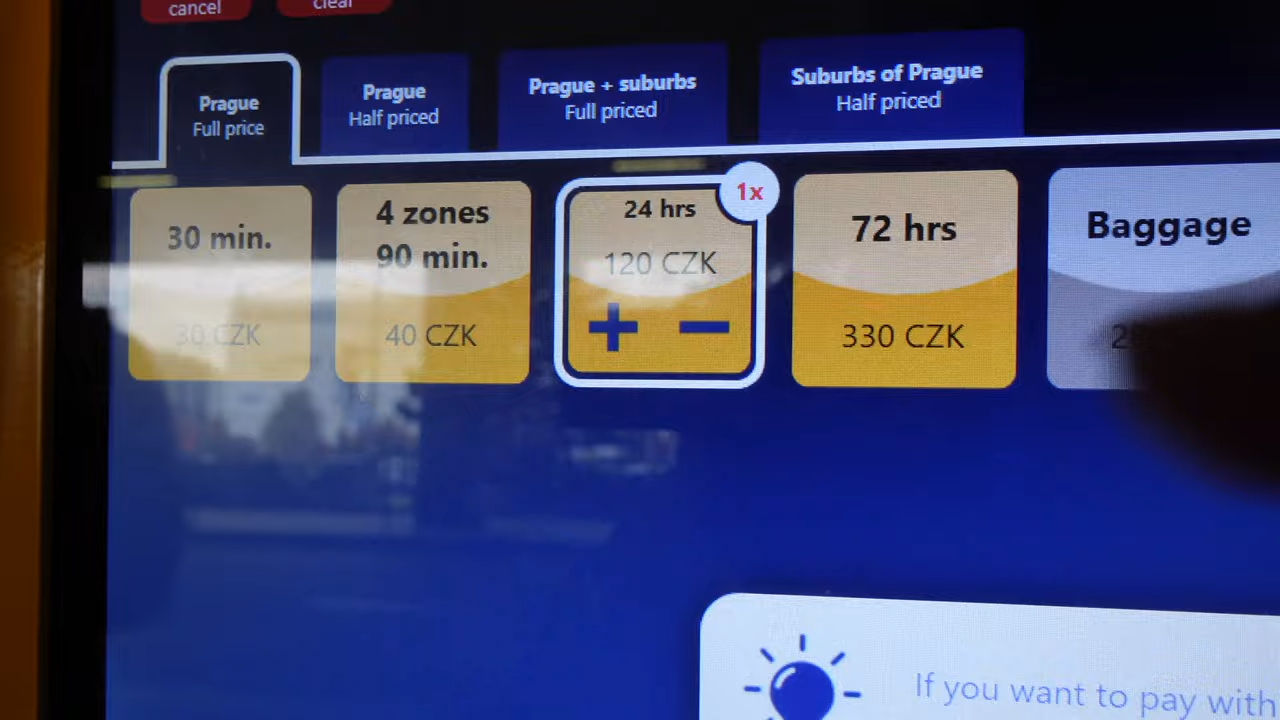 cancel
clear
Prague
Full price
Prague
Half priced
Prague + suburbs
Full priced
Suburbs of Prague
Half priced
30 min.
30 CZK
4 zones
90 min.
40 CZK
1x
24 hrs
120 CZK
+ −
72 hrs
330 CZK
Baggage
If you want to pay with